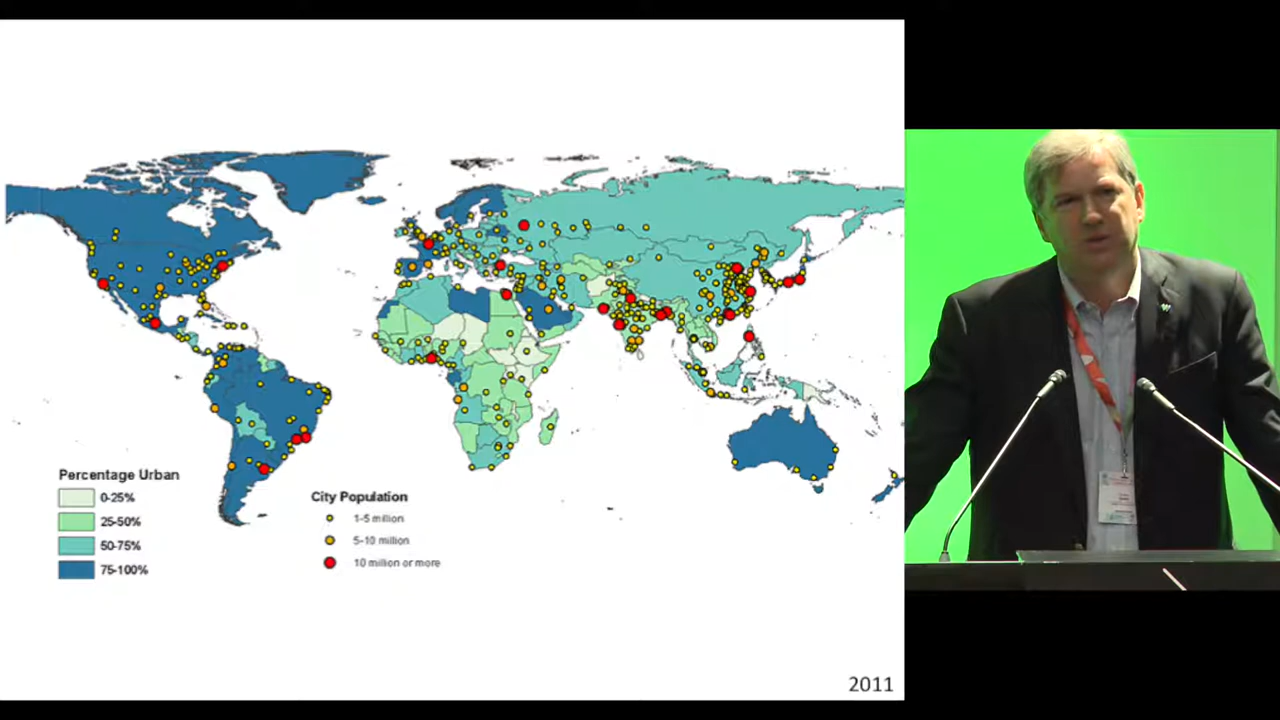 Percentage Urban
0-25%
25-50%
50-75%
75-100%
City Population
1-5 million
5-10 million
10 million or more
2011